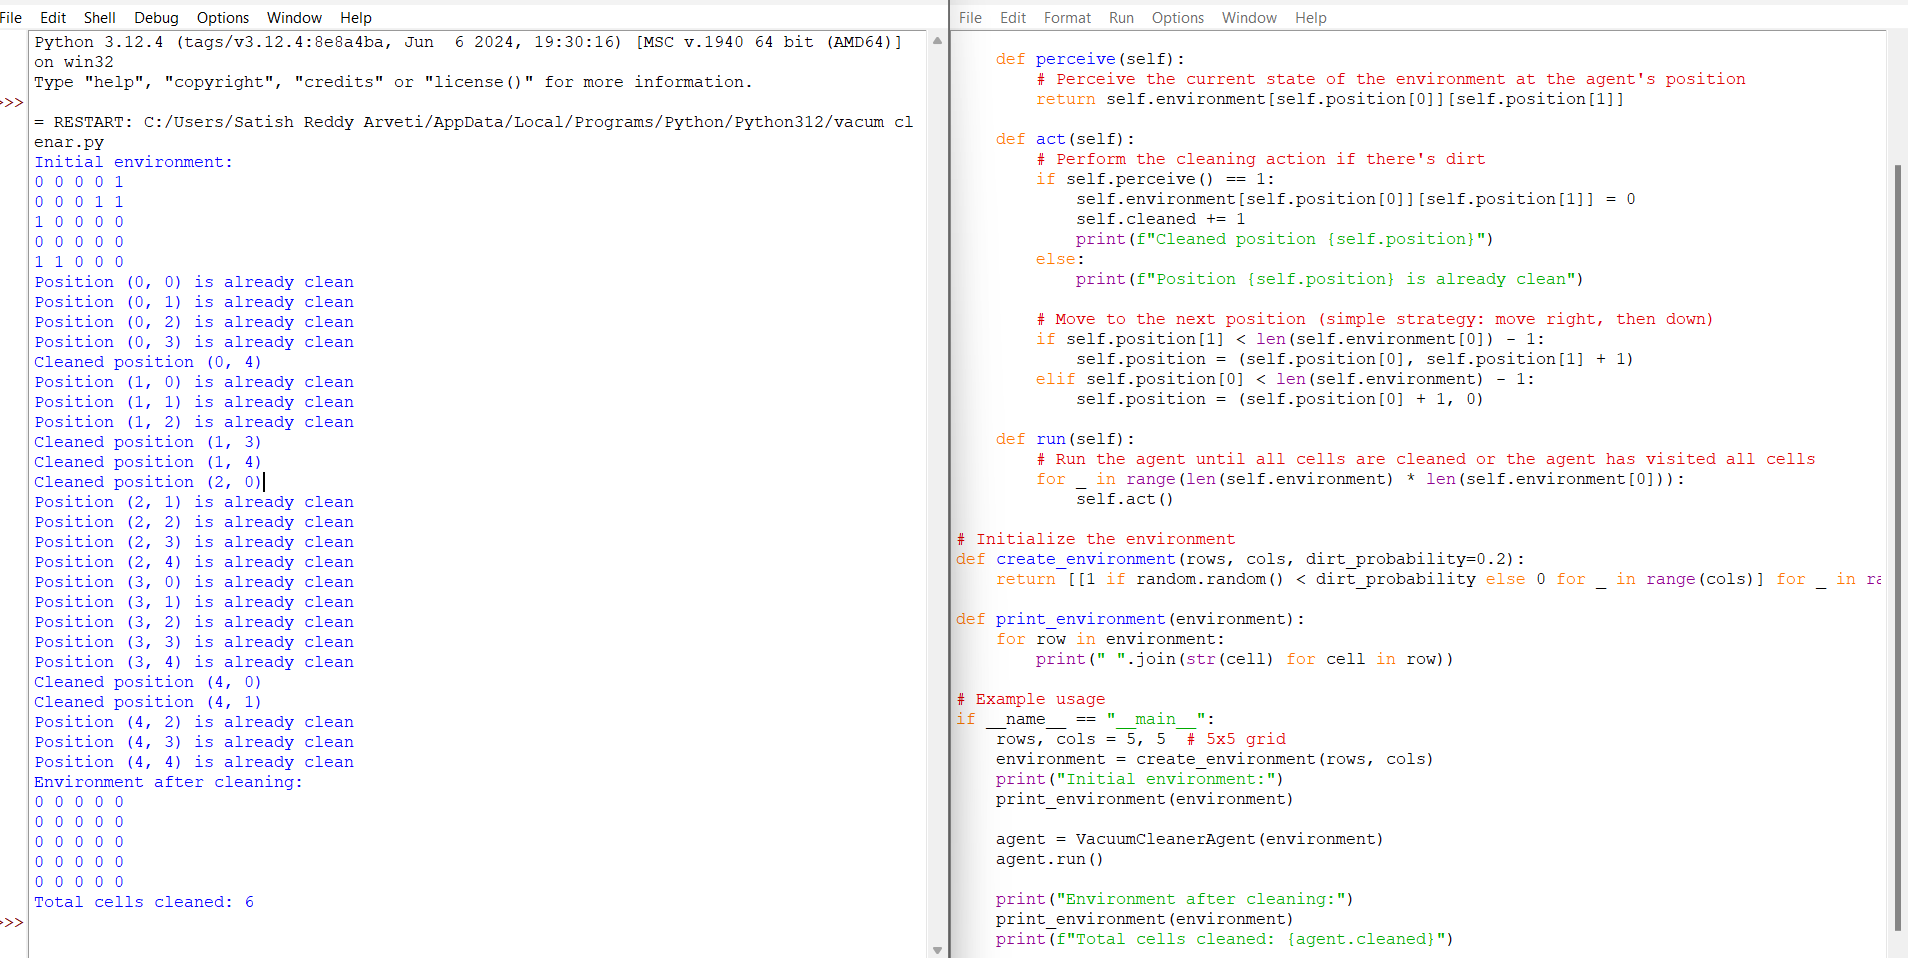 File Edit Shell Debug Options Window Help
Python 3.12.4 (tags/v3.12.4:8e8a4ba, Jun  6 2024, 19:30:16) [MSC v.1940 64 bit (AMD64)]
on win32
Type "help", "copyright", "credits" or "license()" for more information.
>>>
= RESTART: C:/Users/Satish Reddy Arveti/AppData/Local/Programs/Python/Python312/vacum cl
enar.py
Initial environment:
0 0 0 0 1
0 0 0 1 1
1 0 0 0 0
0 0 0 0 0
1 1 0 0 0
Position (0, 0) is already clean
Position (0, 1) is already clean
Position (0, 2) is already clean
Position (0, 3) is already clean
Cleaned position (0, 4)
Position (1, 0) is already clean
Position (1, 1) is already clean
Position (1, 2) is already clean
Cleaned position (1, 3)
Cleaned position (1, 4)
Cleaned position (2, 0)
Position (2, 1) is already clean
Position (2, 2) is already clean
Position (2, 3) is already clean
Position (2, 4) is already clean
Position (3, 0) is already clean
Position (3, 1) is already clean
Position (3, 2) is already clean
Position (3, 3) is already clean
Position (3, 4) is already clean
Cleaned position (4, 0)
Cleaned position (4, 1)
Position (4, 2) is already clean
Position (4, 3) is already clean
Position (4, 4) is already clean
Environment after cleaning:
0 0 0 0 0
0 0 0 0 0
0 0 0 0 0
0 0 0 0 0
0 0 0 0 0
Total cells cleaned: 6
>>>
File Edit Format Run Options Window Help
    def perceive(self):
        # Perceive the current state of the environment at the agent's position
        return self.environment[self.position[0]][self.position[1]]
    def act(self):
        # Perform the cleaning action if there's dirt
        if self.perceive() == 1:
            self.environment[self.position[0]][self.position[1]] = 0
            self.cleaned += 1
            print(f"Cleaned position {self.position}")
        else:
            print(f"Position {self.position} is already clean")
        # Move to the next position (simple strategy: move right, then down)
        if self.position[1] < len(self.environment[0]) - 1:
            self.position = (self.position[0], self.position[1] + 1)
        elif self.position[0] < len(self.environment) - 1:
            self.position = (self.position[0] + 1, 0)
    def run(self):
        # Run the agent until all cells are cleaned or the agent has visited all cells
        for _ in range(len(self.environment) * len(self.environment[0])):
            self.act()
# Initialize the environment
def create_environment(rows, cols, dirt_probability=0.2):
    return [[1 if random.random() < dirt_probability else 0 for _ in range(cols)] for _ in ra
def print_environment(environment):
    for row in environment:
        print(" ".join(str(cell) for cell in row))
# Example usage
if __name__ == "__main__":
    rows, cols = 5, 5  # 5x5 grid
    environment = create_environment(rows, cols)
    print("Initial environment:")
    print_environment(environment)
    agent = VacuumCleanerAgent(environment)
    agent.run()
    print("Environment after cleaning:")
    print_environment(environment)
    print(f"Total cells cleaned: {agent.cleaned}")